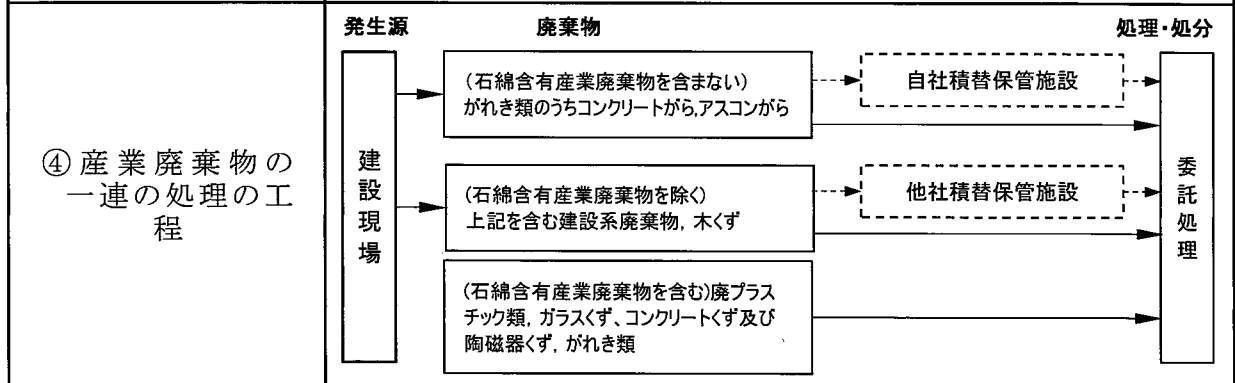 ④産業廃棄物の
一連の処理の工
程
発生源
廃棄物
処理・処分
建設現場
(石綿含有産業廃棄物を含まない)
がれき類のうちコンクリートがら,アスコンがら
自社積替保管施設
(石綿含有産業廃棄物を除く)
上記を含む建設系廃棄物, 木くず
他社積替保管施設
(石綿含有産業廃棄物を含む)廃プラス
チック類, ガラスくず、コンクリートくず及び
陶磁器くず, がれき類
委託処理